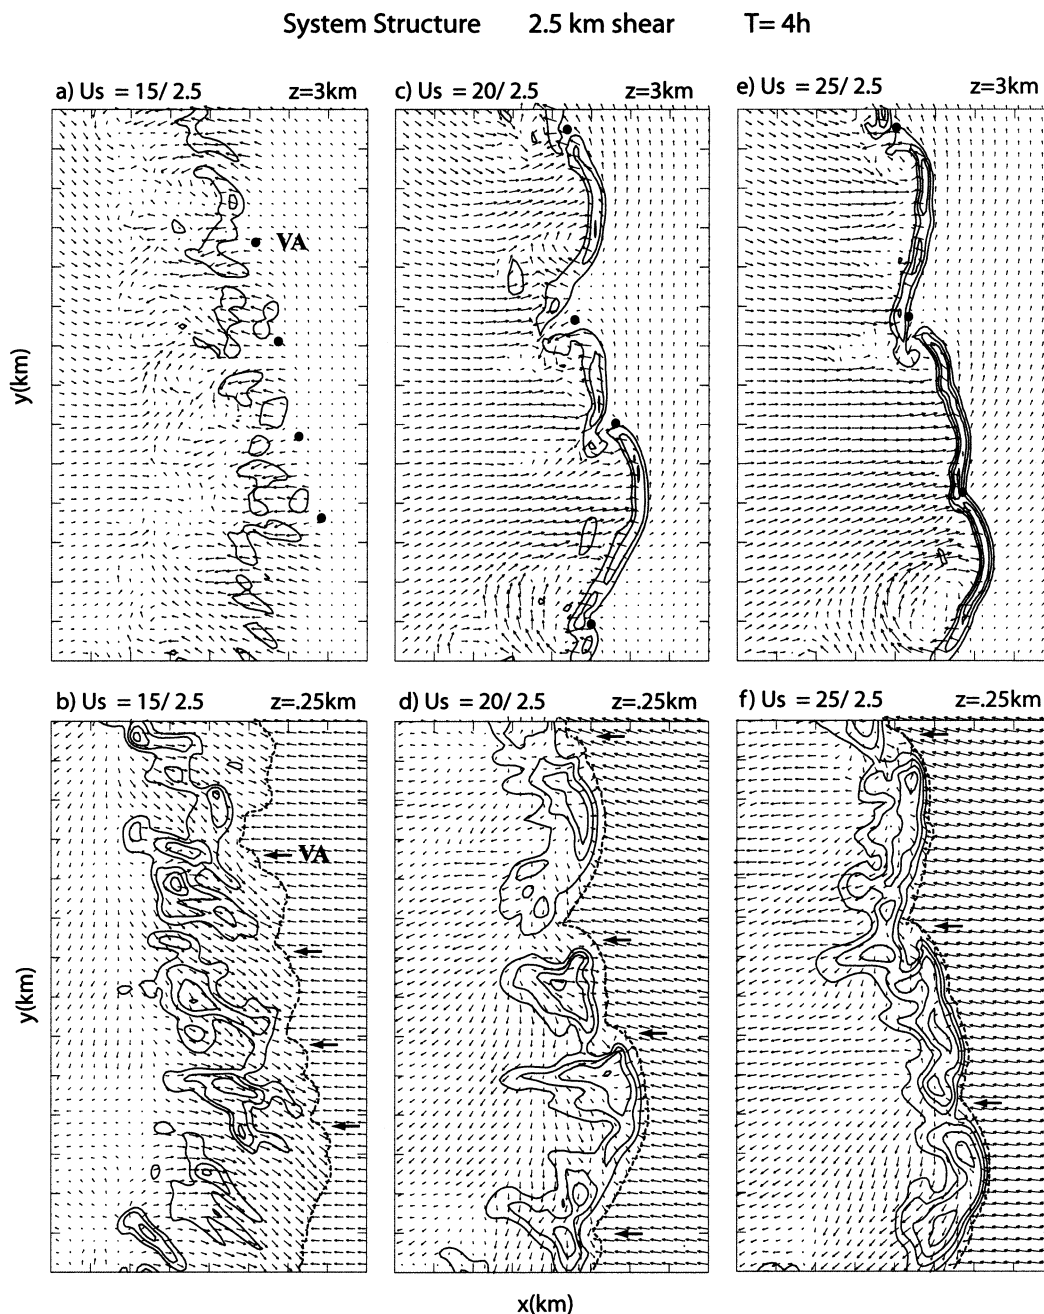 System Structure 2.5 km shear T= 4h
a) Us = 15/ 2.5 z=3km
c) Us = 20/ 2.5 z=3km
e) Us = 25/ 2.5 z=3km
VA
y(km)
b) Us = 15/ 2.5 z=.25km
d) Us = 20/ 2.5 z=.25km
f) Us = 25/ 2.5 z=.25km
VA
y(km)
x(km)